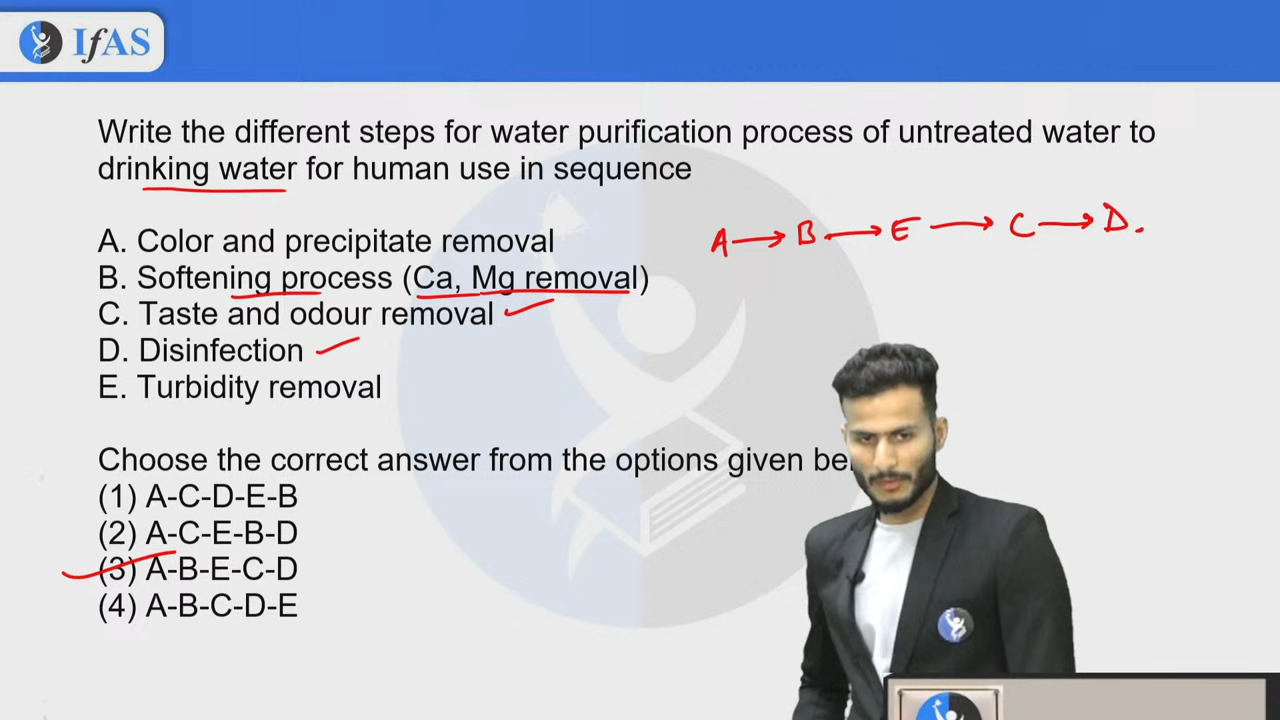 IfAS
Write the different steps for water purification process of untreated water to
drinking water for human use in sequence
A. Color and precipitate removal
A → B → E → C → D.
B. Softening process (Ca, Mg removal)
C. Taste and odour removal
D. Disinfection
E. Turbidity removal
Choose the correct answer from the options given
(1) A-C-D-E-B
(2) A-C-E-B-D
(3) A-B-E-C-D
(4) A-B-C-D-E